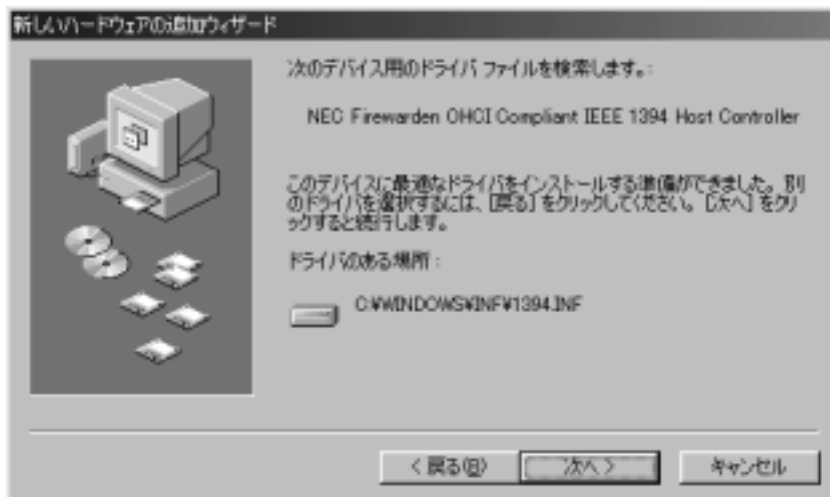 新しいハードウェアの追加ウィザード
次のデバイス用のドライバ ファイルを検索します。:
NEC Firewarden OHCI Compliant IEEE 1394 Host Controller
このデバイスに最適なドライバをインストールする準備ができました。別
のドライバを選択するには、[戻る] をクリックしてください。[次へ] をクリ
ックすると続行します。
ドライバのある場所:
C:¥WINDOWS¥INF¥1394.INF
< 戻る(B)
次へ >
キャンセル